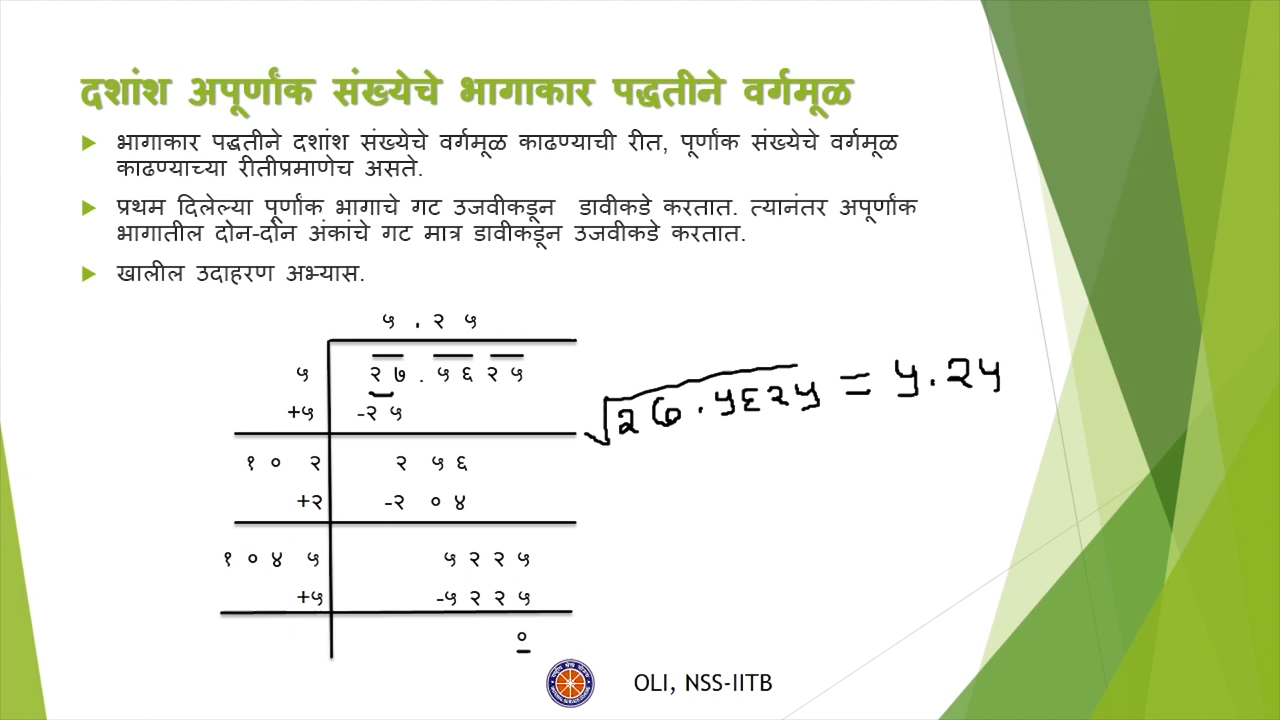 दशांश अपूर्णांक संख्येचे भागाकार पद्धतीने वर्गमूळ
भागाकार पद्धतीने दशांश संख्येचे वर्गमूळ काढण्याची रीत, पूर्णांक संख्येचे वर्गमूळ
काढण्याच्या रीतीप्रमाणेच असते.
प्रथम दिलेल्या पूर्णांक भागाचे गट उजवीकडून डावीकडे करतात. त्यानंतर अपूर्णांक
भागातील दोन-दोन अंकांचे गट मात्र डावीकडून उजवीकडे करतात.
खालील उदाहरण अभ्यास.
५ . २ ५
५ २ ७ . ५ ६ २ ५
+५ -२ ५
√२७.५६२५ = ५.२५
१ ० २ २ ५ ६
+२ -२ ० ४
१ ० ४ ५ ५ २ २ ५
+५ -५ २ २ ५
०
OLI, NSS-IITB